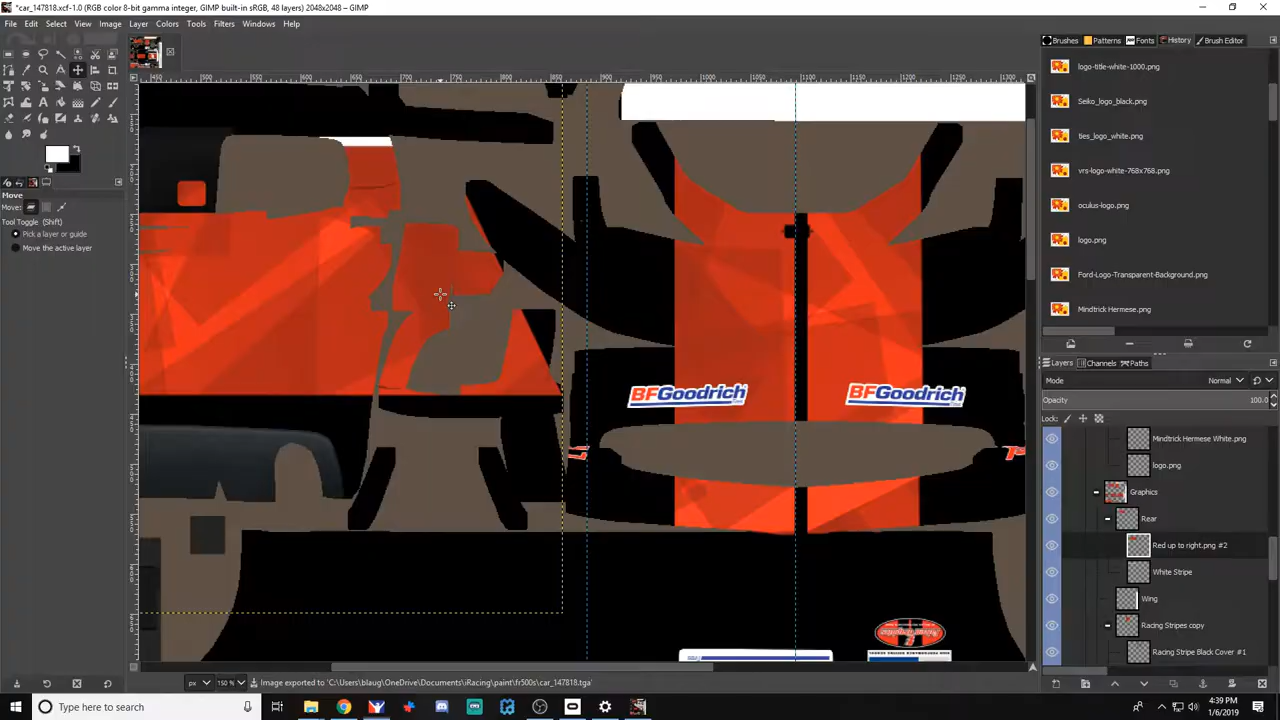 "car_147818.xcf-1.0 (RGB color 8-bit gamma integer, GIMP built-in sRGB, 48 layers) 2048x2048 – GIMP
File Edit Select View Image Layer Colors Tools Filters Windows Help
Brushes Patterns Fonts History Brush Editor
logo-title-white-1000.png
Seiko_logo_black.png
ties_logo_white.png
vrs-logo-white-768x768.png
oculus-logo.png
logo.png
Ford-Logo-Transparent-Background.png
Mindtrick Hermese.png
Move
Tool Toggle (Shift)
Pick a layer or guide
Move the active layer
BFGoodrich
BFGoodrich
Layers Channels Paths
Mode Normal
Opacity 100.0
Lock:
Mindtrick Hermese White.png
logo.png
Graphics
Rear
Red up to right.png #2
White Stripe
Wing
Racing Stripes copy
Racing Stripe Black Cover #1
px 150 % Image exported to 'C:\Users\blaug\OneDrive\Documents\iRacing\paint\fr500s\car_147818.tga'
Type here to search
4:39 PM
1/6/2019